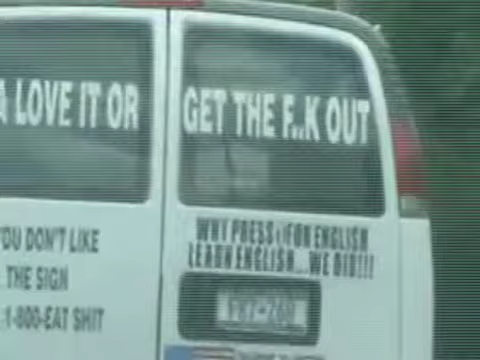 LOVE IT OR
GET THE F..K OUT
YOU DON'T LIKE
THE SIGN
1-800-EAT SHIT
WHY PRESS 1 FOR ENGLISH
LEARN ENGLISH...WE DID!!!